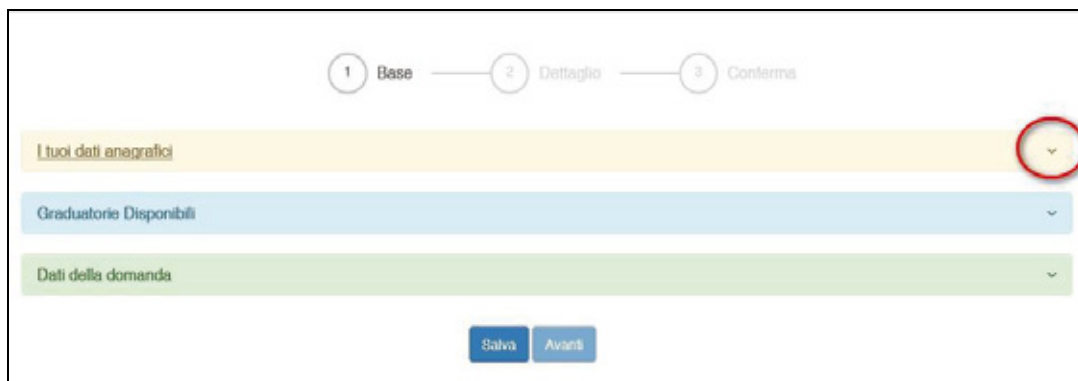 1 Base 2 Dettaglio 3 Conferma
I tuoi dati anagrafici
Graduatorie Disponibili
Dati della domanda
Salva Avanti